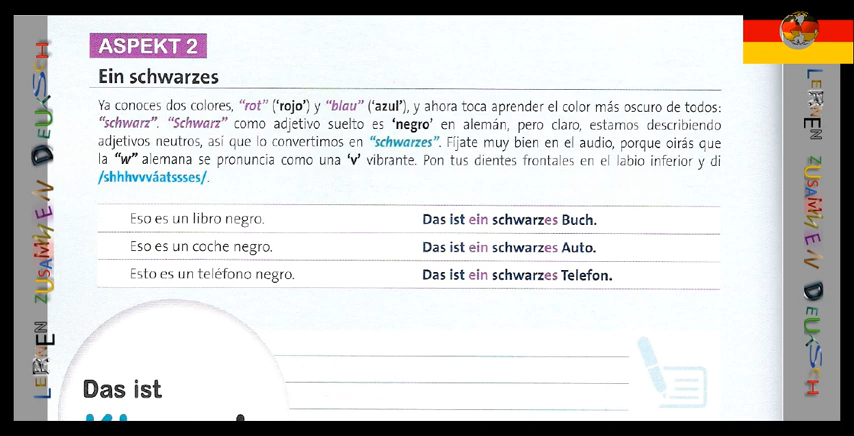 ASPEKT 2
Ein schwarzes
Ya conoces dos colores, "rot" ('rojo') y "blau" ('azul'), y ahora toca aprender el color más oscuro de todos:
"schwarz". "Schwarz" como adjetivo suelto es 'negro' en alemán, pero claro, estamos describiendo
adjetivos neutros, así que lo convertimos en "schwarzes". Fíjate muy bien en el audio, porque oirás que
la "w" alemana se pronuncia como una 'v' vibrante. Pon tus dientes frontales en el labio inferior y di
/shhhvvváatssses/.
Eso es un libro negro. Das ist ein schwarzes Buch.
Eso es un coche negro. Das ist ein schwarzes Auto.
Esto es un teléfono negro. Das ist ein schwarzes Telefon.
Das ist
LERNEN ZUSAMMEN DEUTSCH
LERNEN ZUSAMMEN DEUTSCH